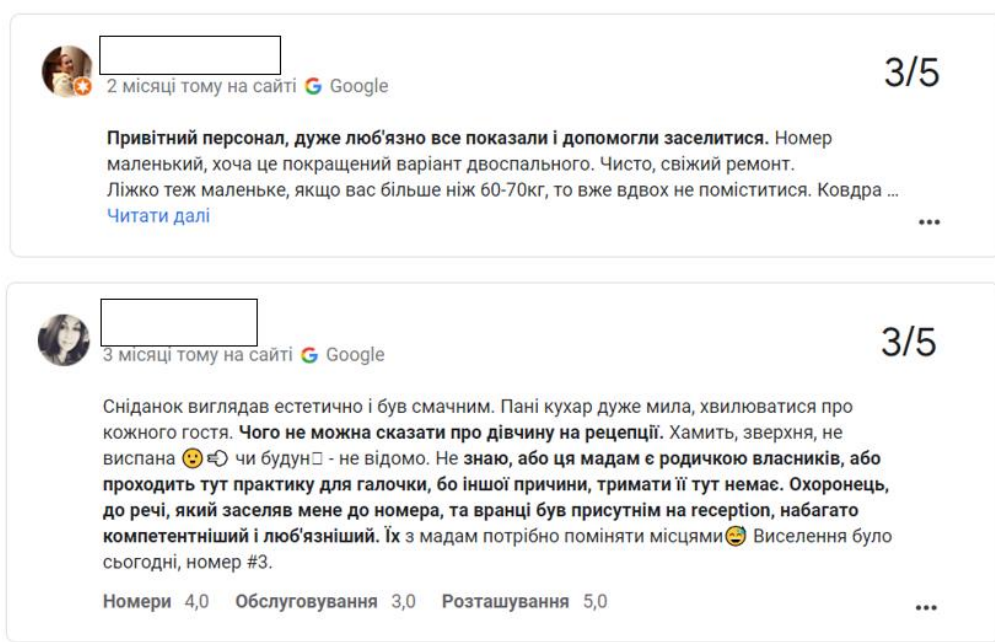 2 місяці тому на сайті Google
3/5
Привітний персонал, дуже люб'язно все показали і допомогли заселитися. Номер
маленький, хоча це покращений варіант двоспального. Чисто, свіжий ремонт.
Ліжко теж маленьке, якщо вас більше ніж 60-70кг, то вже вдвох не поміститися. Ковдра ...
Читати далі
3 місяці тому на сайті Google
3/5
Сніданок виглядав естетично і був смачним. Пані кухар дуже мила, хвилюватися про
кожного гостя. Чого не можна сказати про дівчину на рецепції. Хамить, зверхня, не
виспана 😮💨 чи будун▯ - не відомо. Не знаю, або ця мадам є родичкою власників, або
проходить тут практику для галочки, бо іншої причини, тримати її тут немає. Охоронець,
до речі, який заселяв мене до номера, та вранці був присутнім на reception, набагато
компетентніший і люб'язніший. Їх з мадам потрібно поміняти місцями😅 Виселення було
сьогодні, номер #3.
Номери 4,0 Обслуговування 3,0 Розташування 5,0